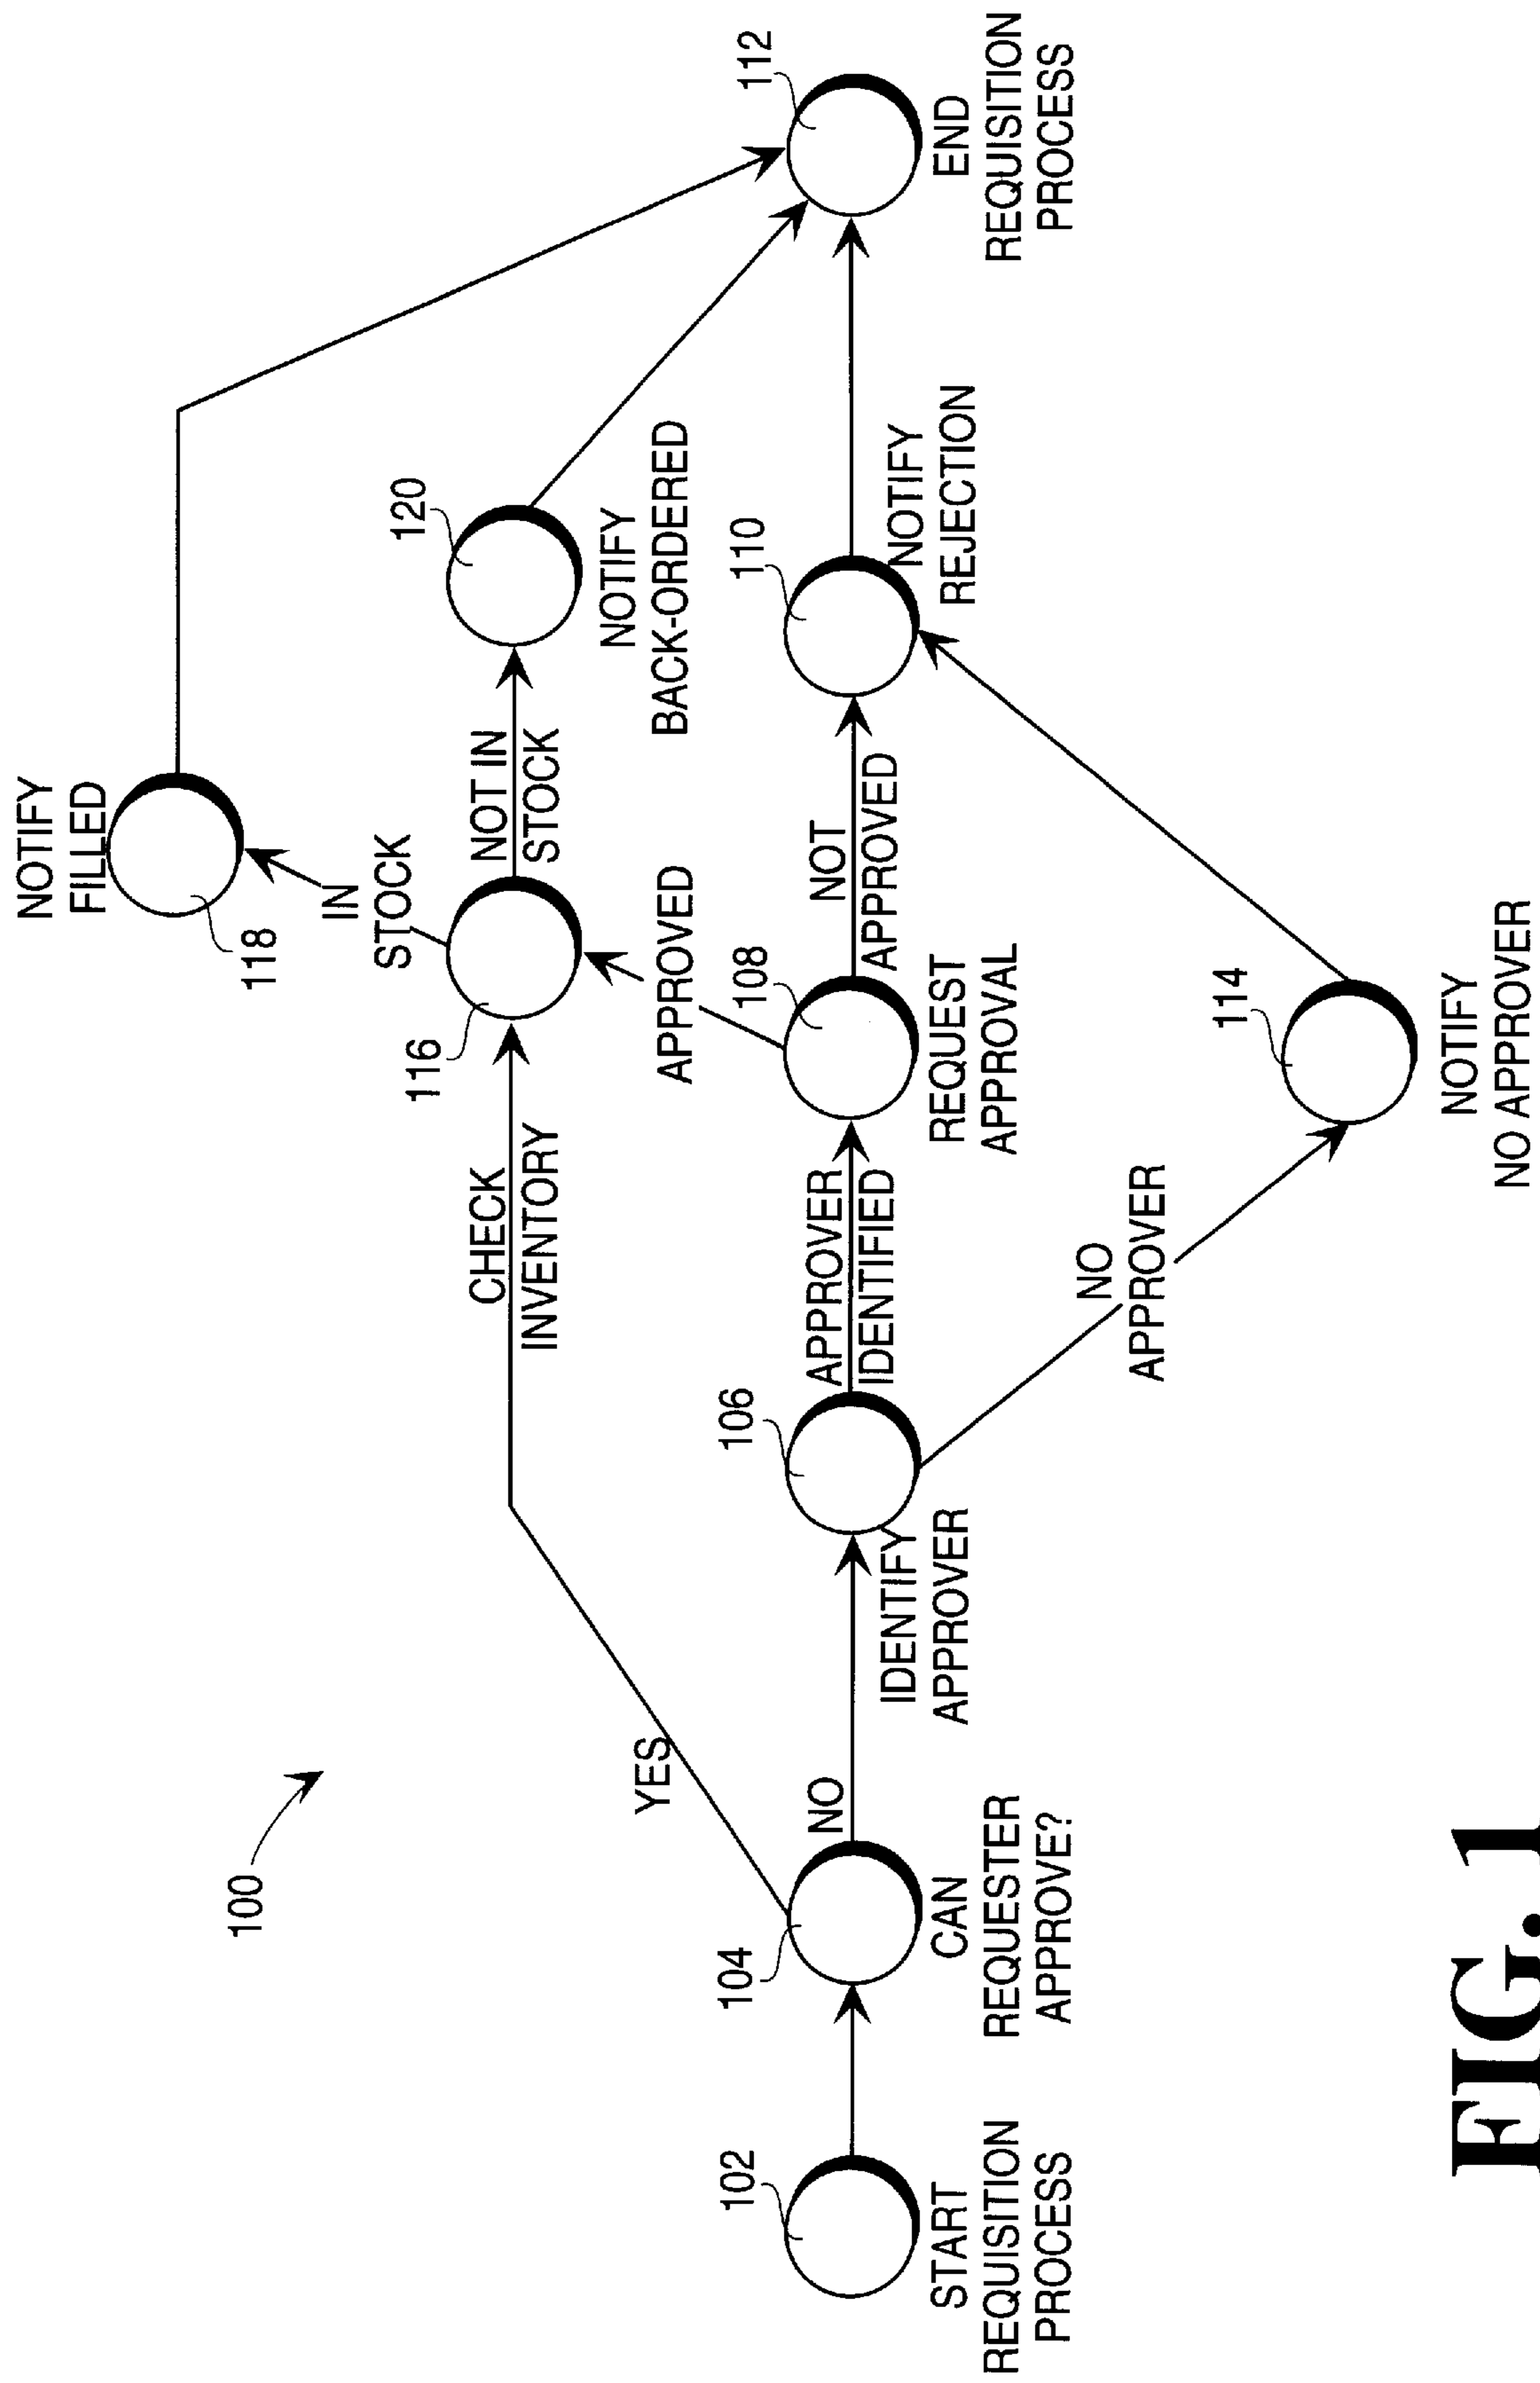 NOTIFY
FILLED
118
100
IN
STOCK
116
120
CHECK
INVENTORY
NOT IN
STOCK
NOTIFY
BACK-ORDERED
YES
APPROVED
102
104
106
108
110
112
NO
APPROVER
IDENTIFIED
NOT
APPROVED
START
REQUISITION
PROCESS
CAN
REQUESTER
APPROVE?
IDENTIFY
APPROVER
REQUEST
APPROVAL
NOTIFY
REJECTION
END
REQUISITION
PROCESS
NO
APPROVER
114
NOTIFY
NO APPROVER
FIG. 1